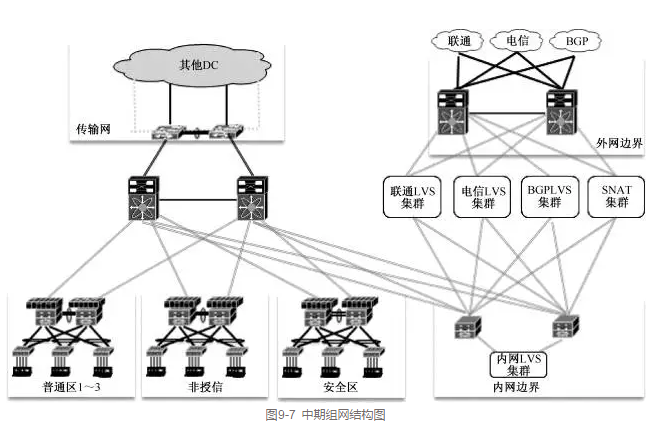 其他DC
传输网
联通
电信
BGP
外网边界
联通LVS
集群
电信LVS
集群
BGPLVS
集群
SNAT
集群
普通区1～3
非授信
安全区
内网LVS
集群
内网边界
图9-7 中期组网结构图